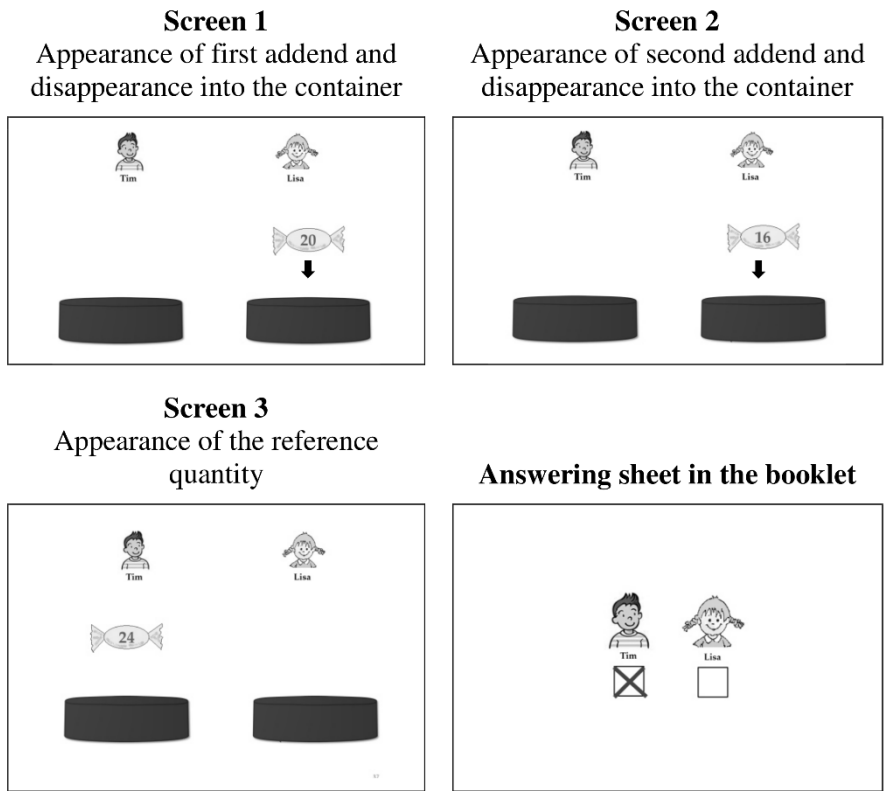 Screen 1
Appearance of first addend and
disappearance into the container
Tim
Lisa
20
Screen 2
Appearance of second addend and
disappearance into the container
Tim
Lisa
16
Screen 3
Appearance of the reference
quantity
Tim
Lisa
24
Answering sheet in the booklet
Tim
Lisa